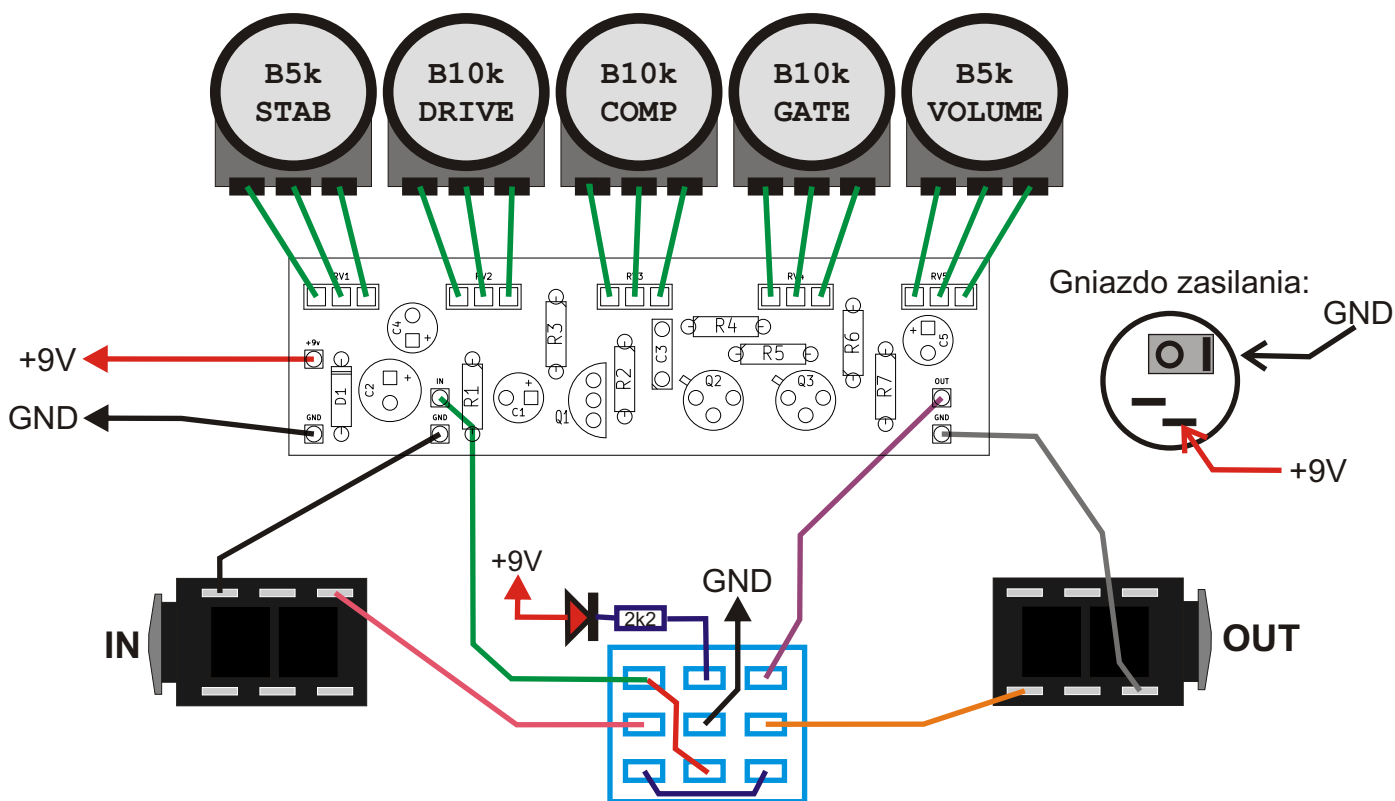 B5k
STAB
B10k
DRIVE
B10k
COMP
B10k
GATE
B5k
VOLUME
RV1
RV2
RV3
RV4
RV5
Gniazdo zasilania:
GND
+9V
+9V
GND
+9v
GND
D1
C2
+
C4
+
IN
GND
R1
C1
+
R3
Q1
R2
C3
R4
R5
Q2
Q3
R6
R7
C5
+
OUT
GND
+9V
GND
2k2
IN
OUT